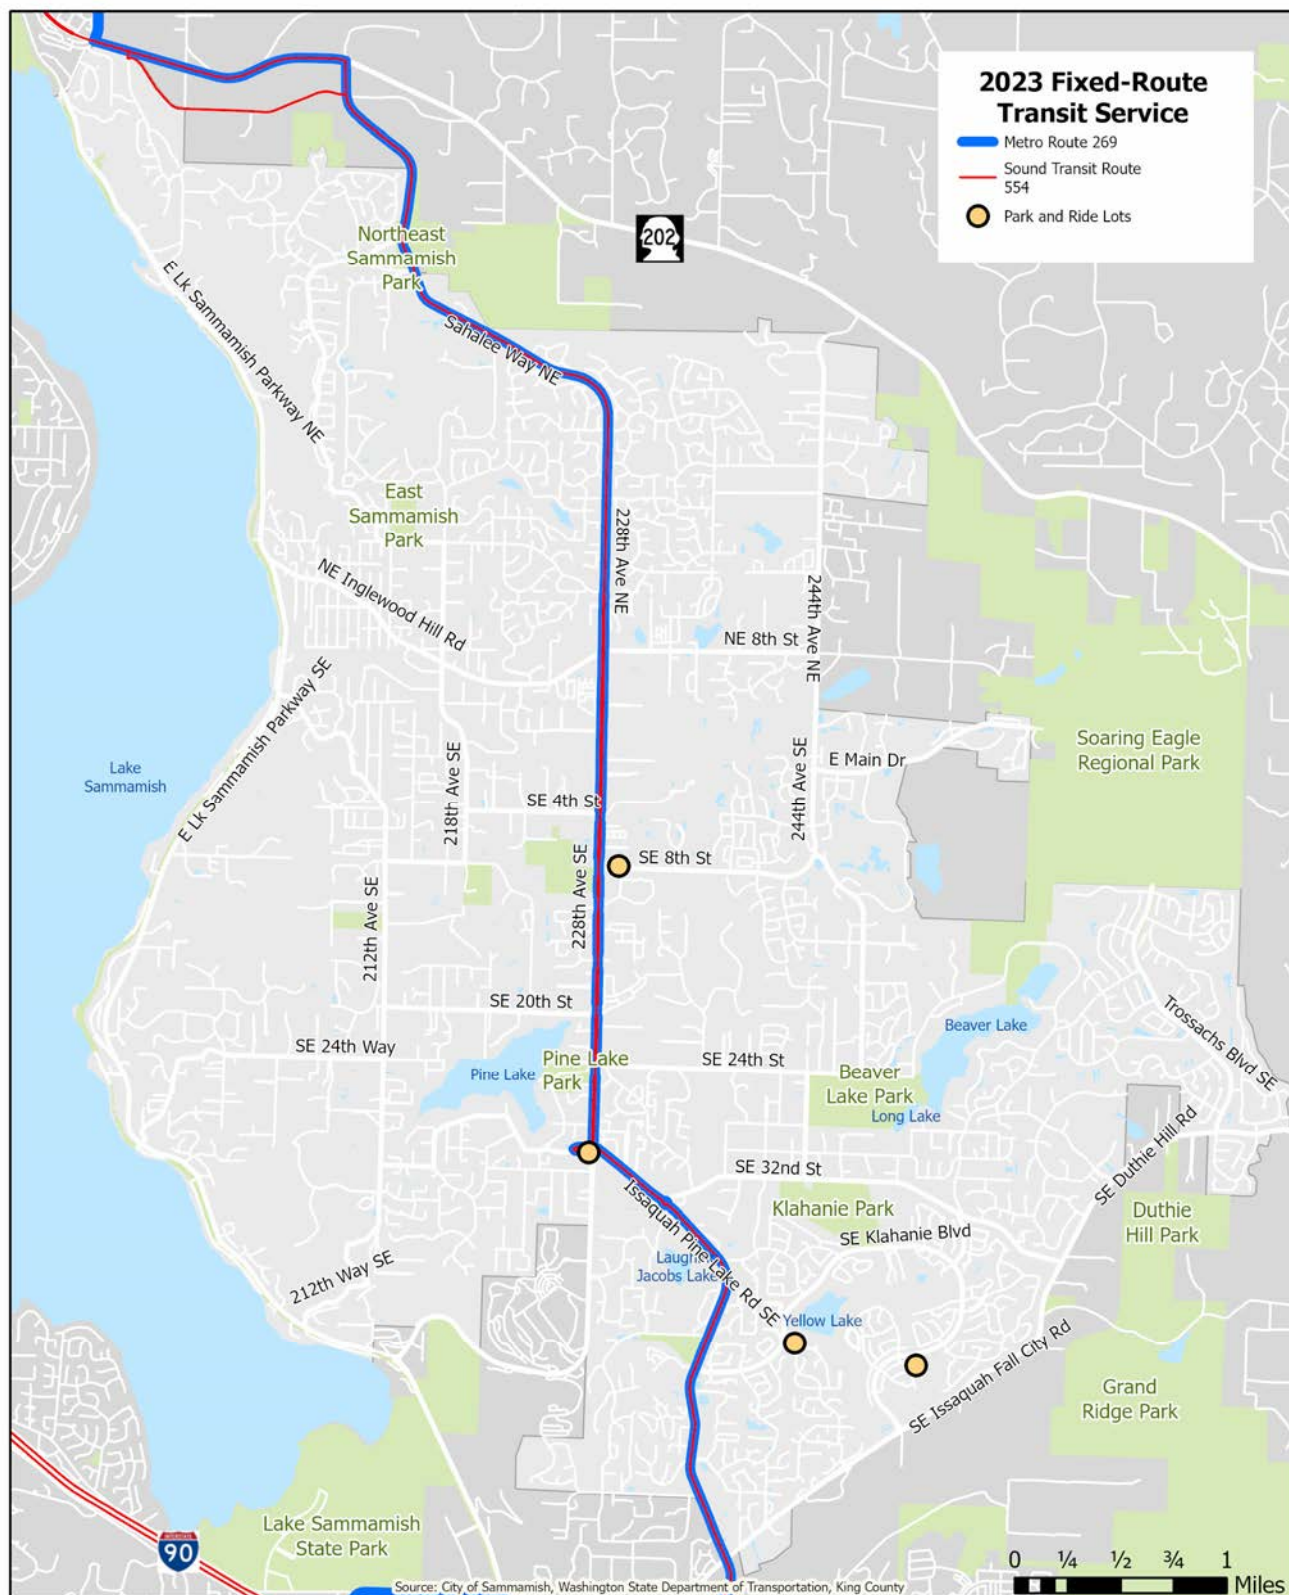 2023 Fixed-Route
Transit Service
Metro Route 269
Sound Transit Route
554
Park and Ride Lots
202
Northeast
Sammamish
Park
E Lk Sammamish Parkway NE
Sahalee Way NE
East
Sammamish
Park
228th Ave NE
NE Inglewood Hill Rd
244th Ave NE
NE 8th St
E Lk Sammamish Parkway SE
Soaring Eagle
Regional Park
Lake
Sammamish
218th Ave SE
244th Ave SE
E Main Dr
SE 4th St
228th Ave SE
SE 8th St
212th Ave SE
SE 20th St
Beaver Lake
Trossachs Blvd SE
SE 24th Way
Pine Lake
Pine Lake
Park
SE 24th St
Beaver
Lake Park
Long Lake
SE Duthie Hill Rd
SE 32nd St
Issaquah Pine Lake Rd SE
Klahanie Park
Duthie
Hill Park
SE Klahanie Blvd
Jacobs Lake
212th Way SE
Yellow Lake
SE Issaquah Fall City Rd
Grand
Ridge Park
Lake Sammamish
State Park
90
0 ¼ ½ ¾ 1
Miles
Source: City of Sammamish, Washington State Department of Transportation, King County